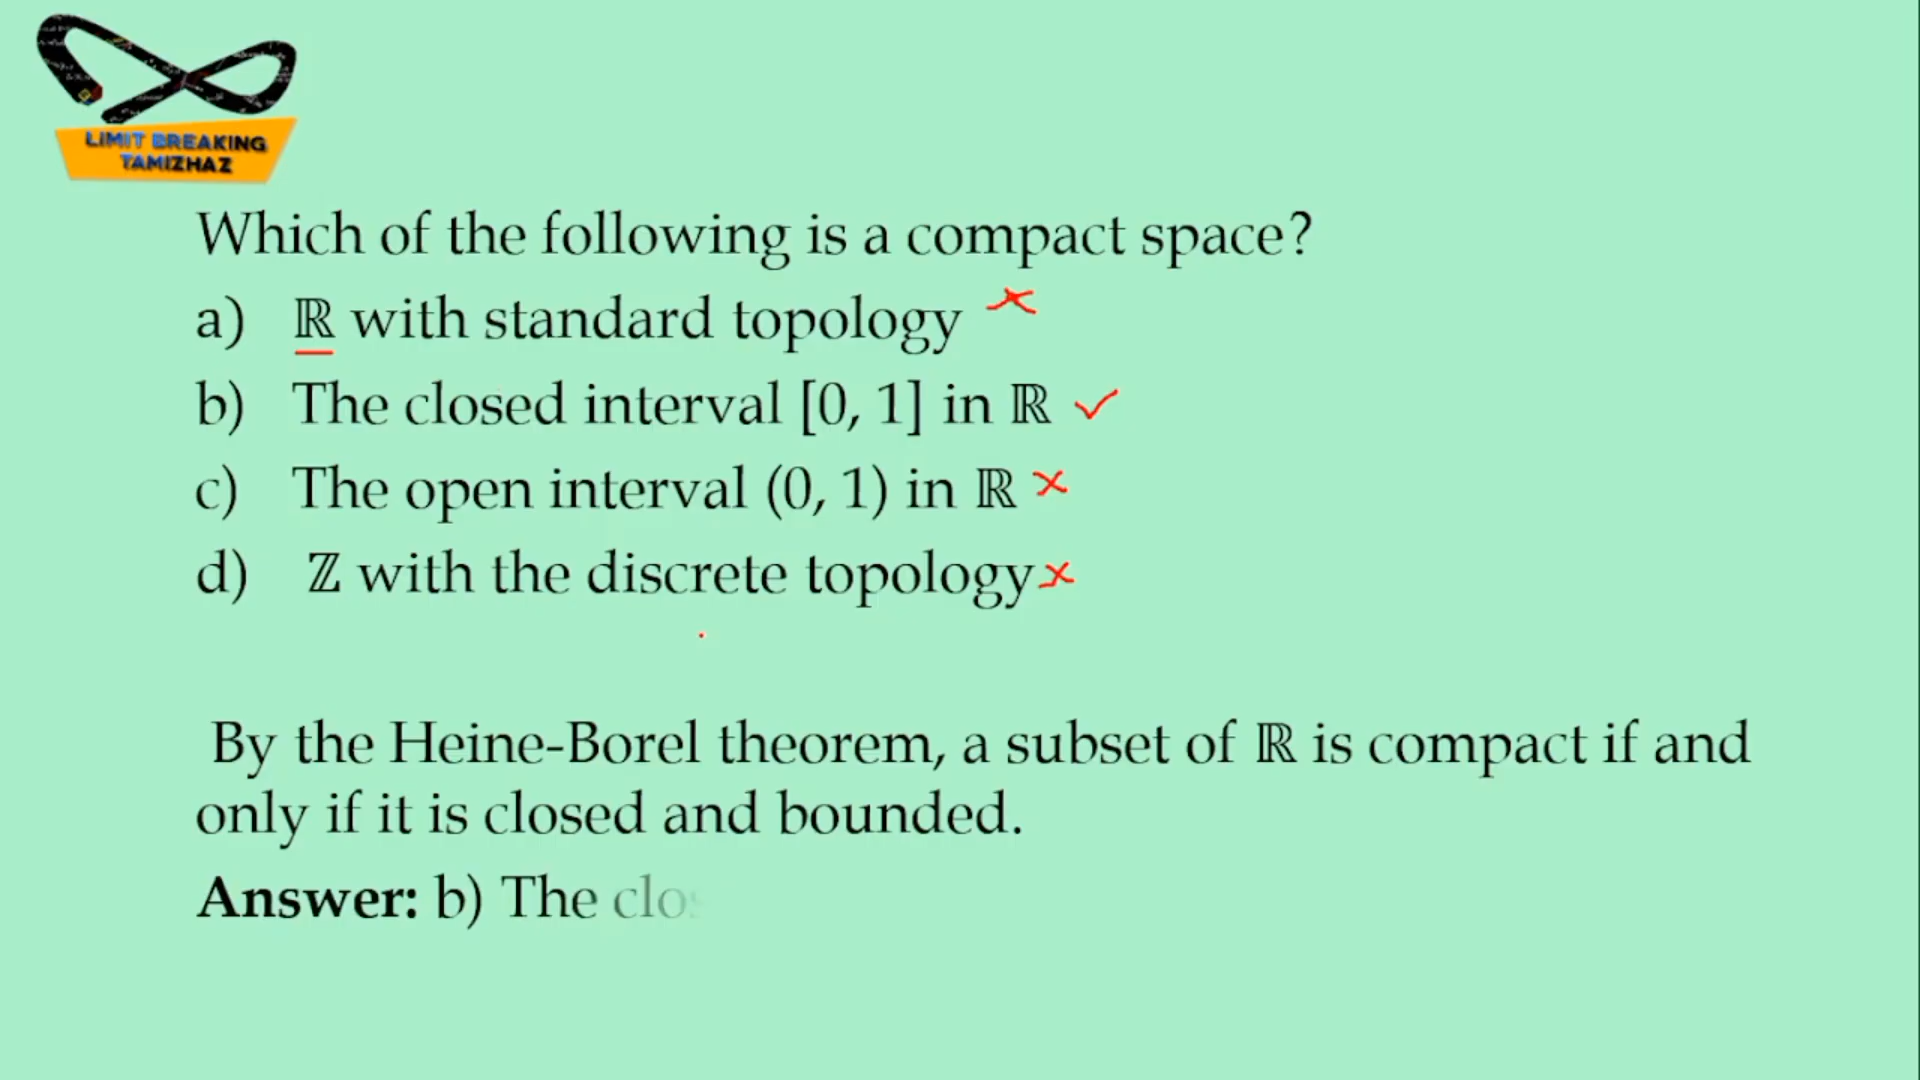 LIMIT BREAKING
TAMIZHAZ
Which of the following is a compact space?
a) ℝ with standard topology
b) The closed interval [0, 1] in ℝ
c) The open interval (0, 1) in ℝ
d) ℤ with the discrete topology
By the Heine-Borel theorem, a subset of ℝ is compact if and
only if it is closed and bounded.
Answer: b) The clos